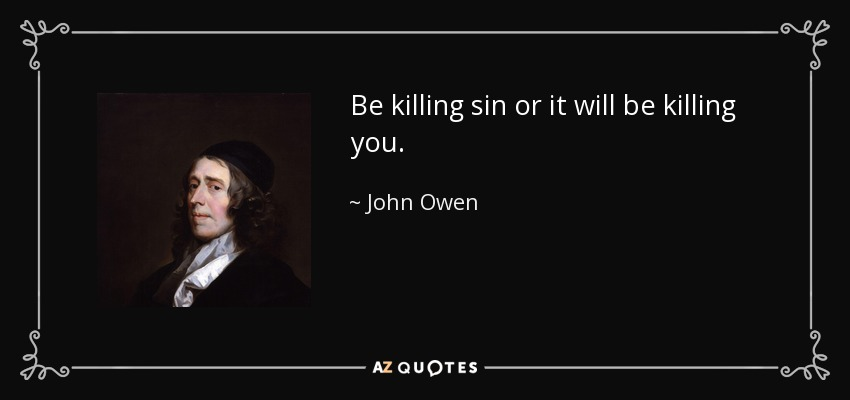 Be killing sin or it will be killing
you.
~ John Owen
AZ QUOTES